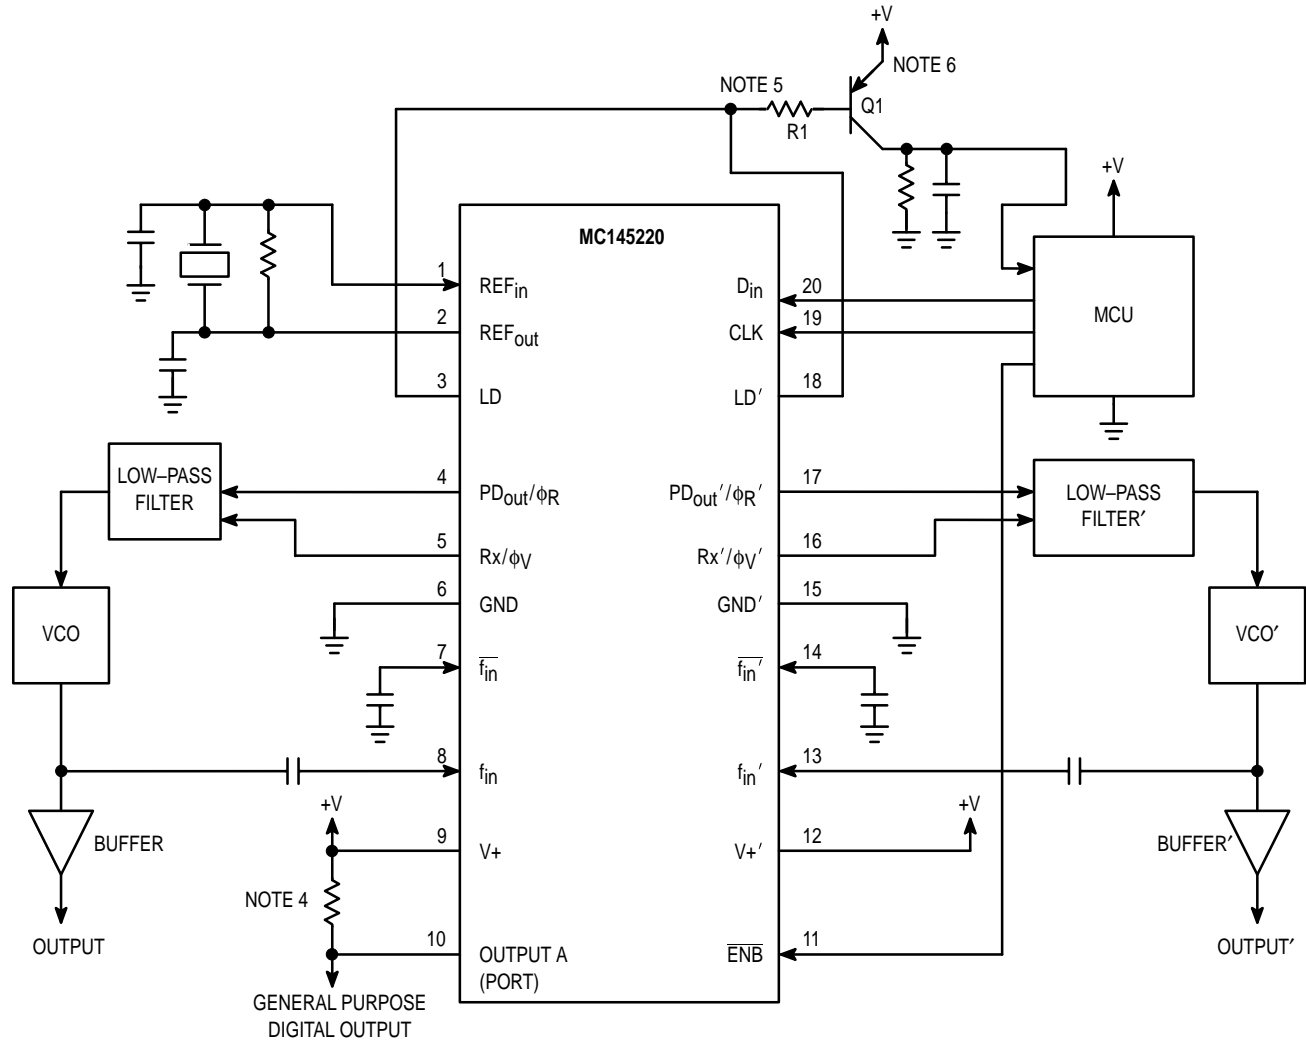 +V
NOTE 6
NOTE 5
Q1
R1
+V
MC145220
MCU
1
REFin
2
REFout
3
LD
4
PDout/ϕR
5
Rx/ϕV
6
GND
7
f̅i̅n̅
8
fin
9
V+
10
OUTPUT A
(PORT)
Din
20
CLK
19
LD′
18
PDout′/ϕR′
17
Rx′/ϕV′
16
GND′
15
f̅i̅n̅′̅
14
fin′
13
V+′
12
E̅N̅B̅
11
LOW–PASS
FILTER
VCO
BUFFER
OUTPUT
+V
NOTE 4
GENERAL PURPOSE
DIGITAL OUTPUT
LOW–PASS
FILTER′
VCO′
+V
BUFFER′
OUTPUT′